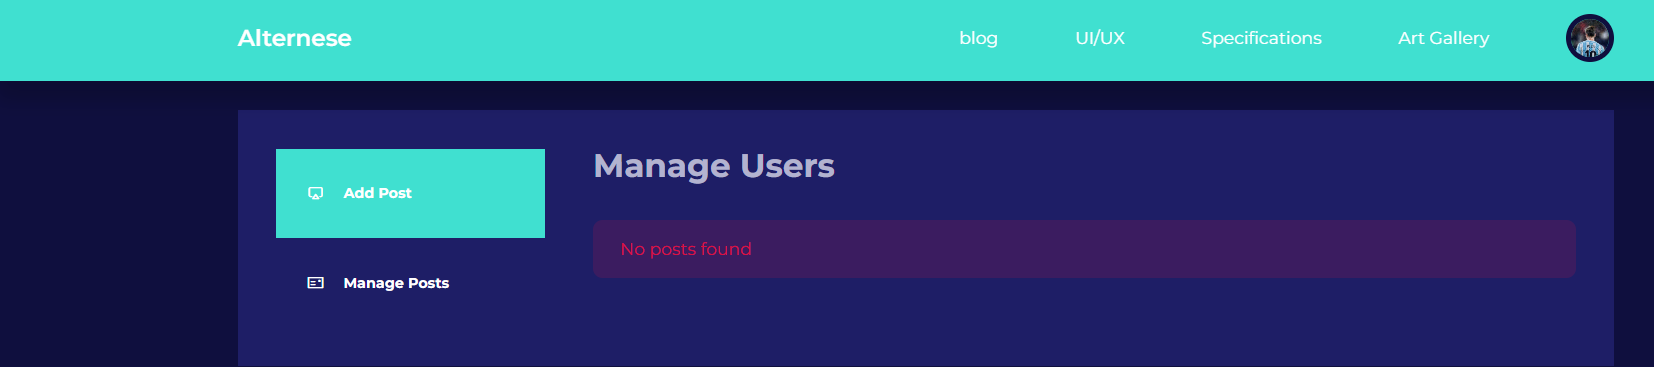 Alternese
blog
UI/UX
Specifications
Art Gallery
Add Post
Manage Posts
Manage Users
No posts found